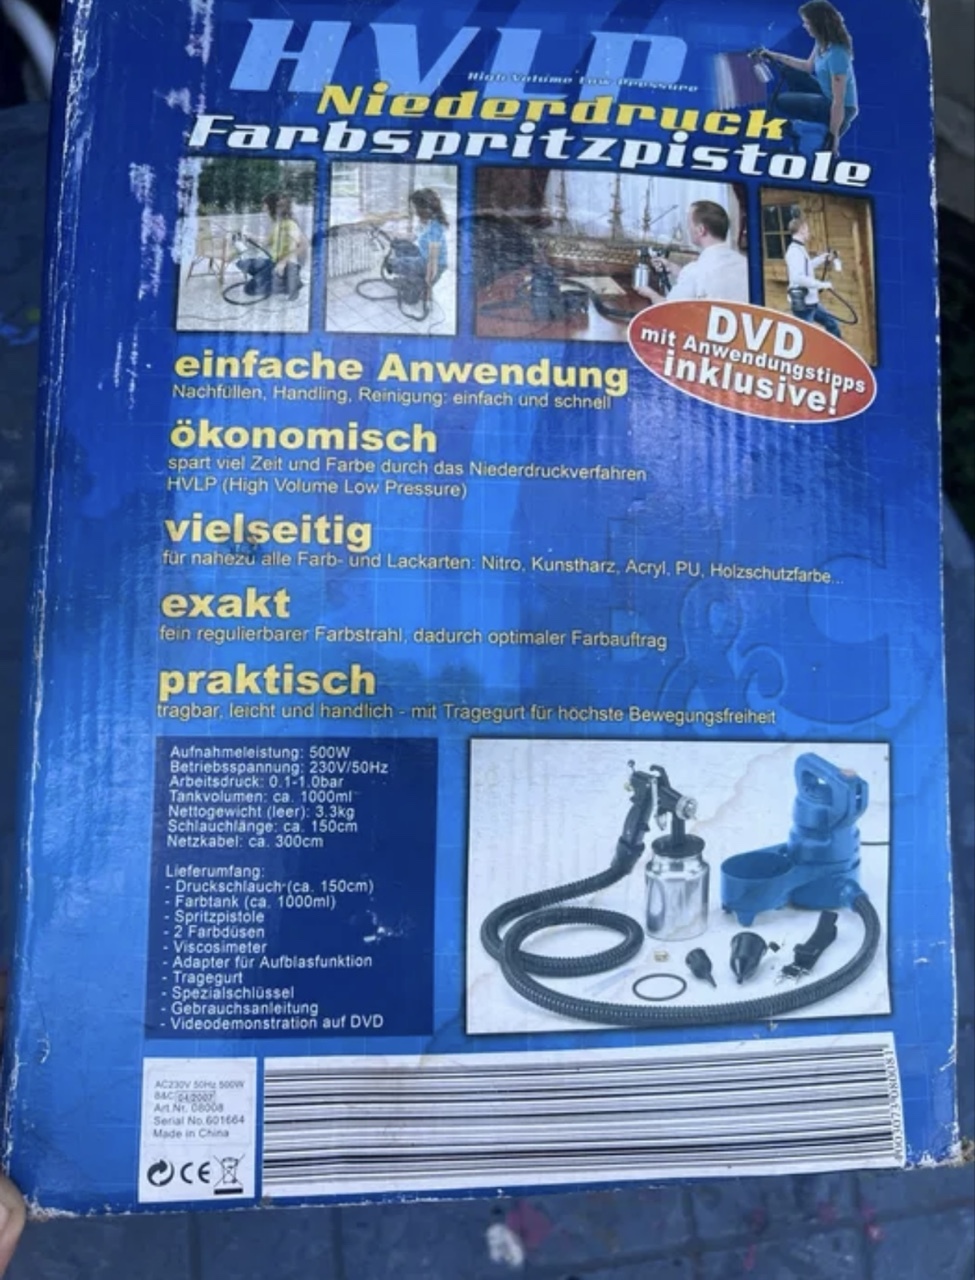 HVLP
High Volume Low Pressure
Niederdruck
Farbspritzpistole
DVD
mit Anwendungstipps
inklusive!
einfache Anwendung
Nachfüllen, Handling, Reinigung: einfach und schnell
ökonomisch
spart viel Zeit und Farbe durch das Niederdruckverfahren
HVLP (High Volume Low Pressure)
vielseitig
für nahezu alle Farb- und Lackarten: Nitro, Kunstharz, Acryl, PU, Holzschutzfarbe...
exakt
fein regulierbarer Farbstrahl, dadurch optimaler Farbauftrag
praktisch
tragbar, leicht und handlich - mit Tragegurt für höchste Bewegungsfreiheit
Aufnahmeleistung: 500W
Betriebsspannung: 230V/50Hz
Arbeitsdruck: 0.1-1.0bar
Tankvolumen: ca. 1000ml
Nettogewicht (leer): 3.3kg
Schlauchlänge: ca. 150cm
Netzkabel: ca. 300cm
Lieferumfang:
- Druckschlauch (ca. 150cm)
- Farbtank (ca. 1000ml)
- Spritzpistole
- 2 Farbdüsen
- Viscosimeter
- Adapter für Aufblasfunktion
- Tragegurt
- Spezialschlüssel
- Gebrauchsanleitung
- Videodemonstration auf DVD
AC230V 50Hz 500W
B&C 04/2007
Art.Nr. 08008
Serial No.601664
Made in China
CE
4003073 080081